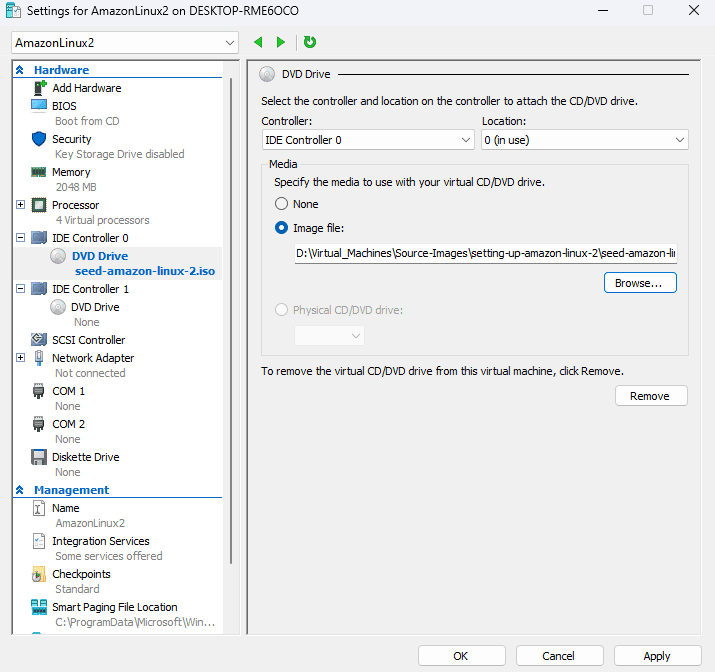 Settings for AmazonLinux2 on DESKTOP-RME6OCO
AmazonLinux2
Hardware
Add Hardware
BIOS
Boot from CD
Security
Key Storage Drive disabled
Memory
2048 MB
Processor
4 Virtual processors
IDE Controller 0
DVD Drive
seed-amazon-linux-2.iso
IDE Controller 1
DVD Drive
None
SCSI Controller
Network Adapter
Not connected
COM 1
None
COM 2
None
Diskette Drive
None
Management
Name
AmazonLinux2
Integration Services
Some services offered
Checkpoints
Standard
Smart Paging File Location
C:\ProgramData\Microsoft\Win...
DVD Drive
Select the controller and location on the controller to attach the CD/DVD drive.
Controller: Location:
IDE Controller 0 0 (in use)
Media
Specify the media to use with your virtual CD/DVD drive.
None
Image file:
D:\Virtual_Machines\Source-Images\setting-up-amazon-linux-2\seed-amazon-li
Browse...
Physical CD/DVD drive:
To remove the virtual CD/DVD drive from this virtual machine, click Remove.
Remove
OK Cancel Apply